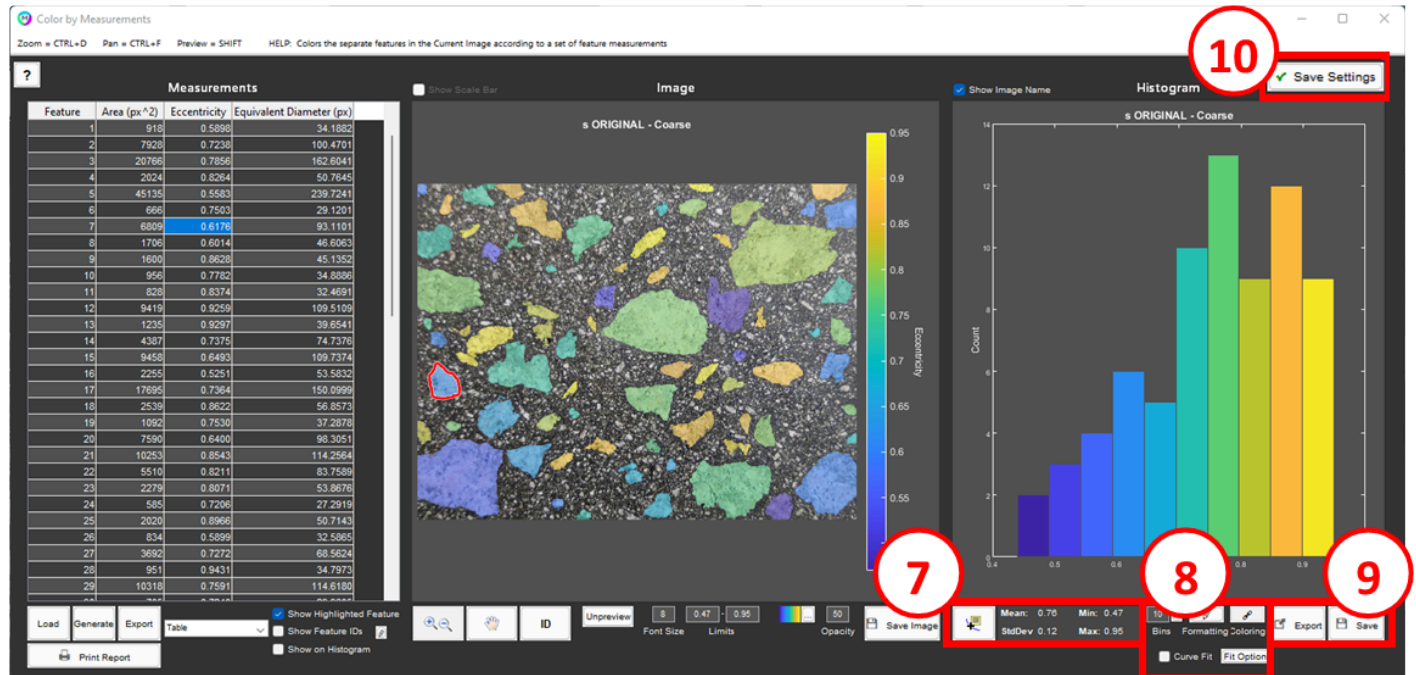 Color by Measurements
Zoom = CTRL+D Pan = CTRL+F Preview = SHIFT HELP: Colors the separate features in the Current Image according to a set of feature measurements
10
?
Measurements
Show Scale Bar
Image
Show Image Name
Histogram
Save Settings
Feature Area (px^2) Eccentricity Equivalent Diameter (px)
1 918 0.5898 34.1882
2 7928 0.7238 100.4701
3 20766 0.7856 162.6041
4 2024 0.8264 50.7645
5 45135 0.5583 239.7241
6 666 0.7503 29.1201
7 6809 0.6176 93.1101
8 1706 0.6014 46.6063
9 1600 0.8628 45.1352
10 956 0.7782 34.8886
11 828 0.8374 32.4691
12 9419 0.9259 109.5109
13 1235 0.9297 39.6541
14 4387 0.7375 74.7376
15 9458 0.6493 109.7374
16 2255 0.5251 53.5832
17 17695 0.7364 150.0999
18 2539 0.8622 56.8573
19 1092 0.7530 37.2878
20 7590 0.6400 98.3051
21 10253 0.8543 114.2564
22 5510 0.8211 83.7589
23 2279 0.8071 53.8676
24 585 0.7206 27.2919
25 2020 0.8966 50.7143
26 834 0.5899 32.5865
27 3692 0.7272 68.5624
28 951 0.9431 34.7973
29 10318 0.7591 114.6180
s ORIGINAL - Coarse
0.95
0.9
0.85
0.8
0.75
0.7
0.65
0.6
0.55
Eccentricity
s ORIGINAL - Coarse
14
12
10
8
6
4
2
0
Count
0.4 0.5 0.6 0.8 0.9
7
8
9
Load Generate Export
Table
Show Highlighted Feature
Show Feature IDs
Show on Histogram
Print Report
ID
Unpreview
8
Font Size
0.47 - 0.95
Limits
...
50
Opacity
Save Image
Mean: 0.76 Min: 0.47
StdDev 0.12 Max: 0.95
10
Bins Formatting Coloring
Export
Save
Curve Fit
Fit Option